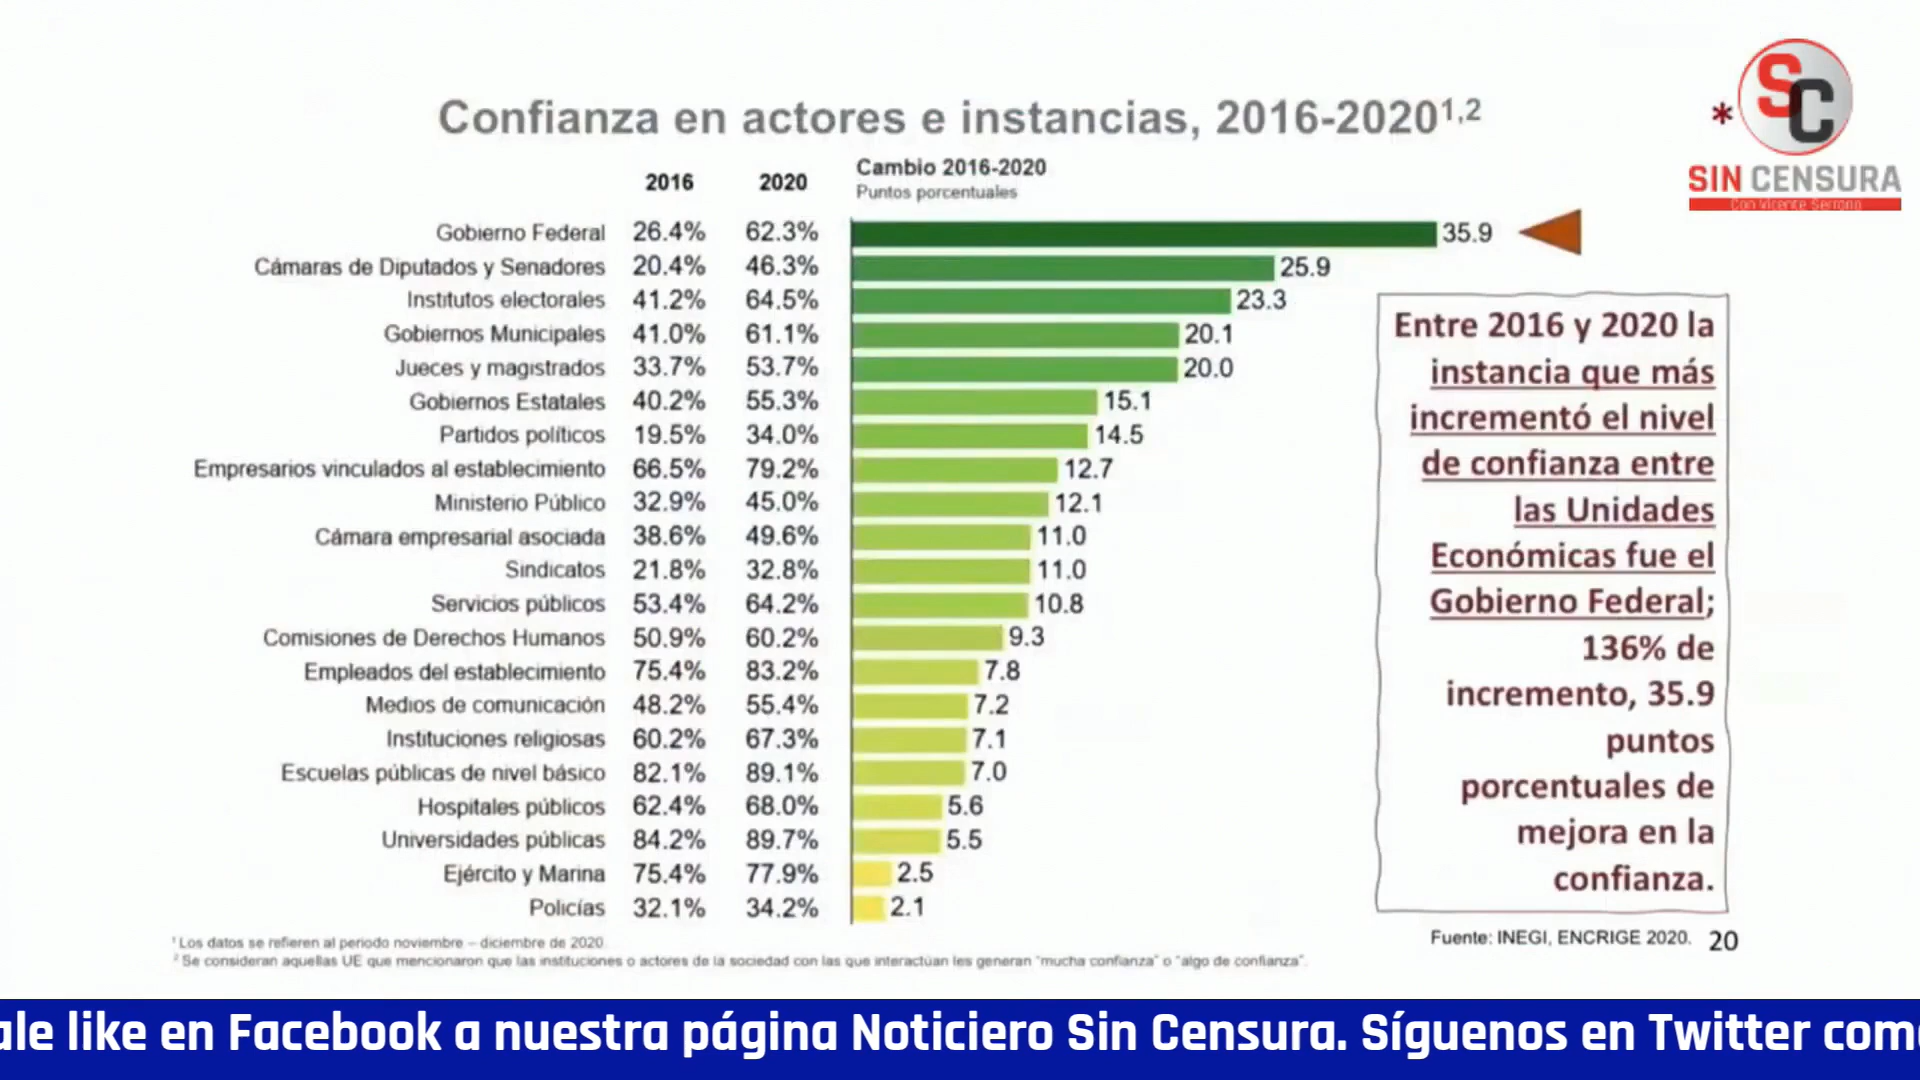 Confianza en actores e instancias, 2016-2020¹,²
*
SC
SIN CENSURA
Con Vicente Serrano
2016 2020 Cambio 2016-2020
Puntos porcentuales
Gobierno Federal 26.4% 62.3% 35.9
Cámaras de Diputados y Senadores 20.4% 46.3% 25.9
Institutos electorales 41.2% 64.5% 23.3
Gobiernos Municipales 41.0% 61.1% 20.1
Jueces y magistrados 33.7% 53.7% 20.0
Gobiernos Estatales 40.2% 55.3% 15.1
Partidos políticos 19.5% 34.0% 14.5
Empresarios vinculados al establecimiento 66.5% 79.2% 12.7
Ministerio Público 32.9% 45.0% 12.1
Cámara empresarial asociada 38.6% 49.6% 11.0
Sindicatos 21.8% 32.8% 11.0
Servicios públicos 53.4% 64.2% 10.8
Comisiones de Derechos Humanos 50.9% 60.2% 9.3
Empleados del establecimiento 75.4% 83.2% 7.8
Medios de comunicación 48.2% 55.4% 7.2
Instituciones religiosas 60.2% 67.3% 7.1
Escuelas públicas de nivel básico 82.1% 89.1% 7.0
Hospitales públicos 62.4% 68.0% 5.6
Universidades públicas 84.2% 89.7% 5.5
Ejército y Marina 75.4% 77.9% 2.5
Policías 32.1% 34.2% 2.1
Entre 2016 y 2020 la
instancia que más
incrementó el nivel
de confianza entre
las Unidades
Económicas fue el
Gobierno Federal;
136% de
incremento, 35.9
puntos
porcentuales de
mejora en la
confianza.
¹ Los datos se refieren al periodo noviembre – diciembre de 2020.
² Se consideran aquellas UE que mencionaron que las instituciones o actores de la sociedad con las que interactúan les generan "mucha confianza" o "algo de confianza".
Fuente: INEGI, ENCRIGE 2020. 20
ale like en Facebook a nuestra página Noticiero Sin Censura. Síguenos en Twitter com